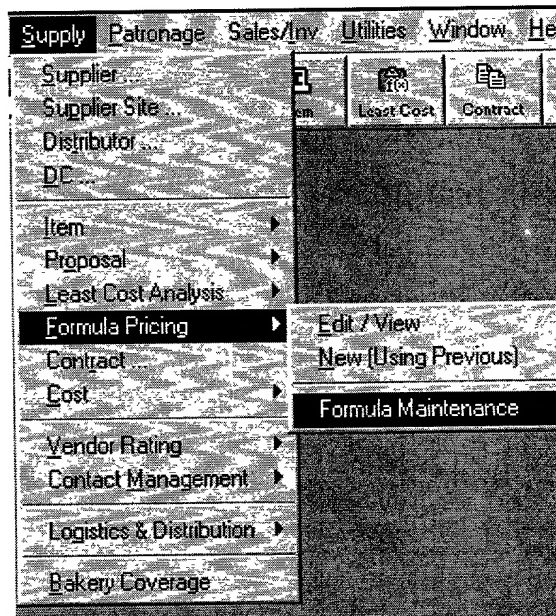 Supply Patronage Sales/Inv Utilities Window He
Supplier ...
Supplier Site ...
Distributor ...
DC ...
em Least Cost Contract
Item
Proposal
Least Cost Analysis
Formula Pricing
Edit / View
Contract ...
New (Using Previous)
Cost
Formula Maintenance
Vendor Rating
Contact Management
Logistics & Distribution
Bakery Coverage